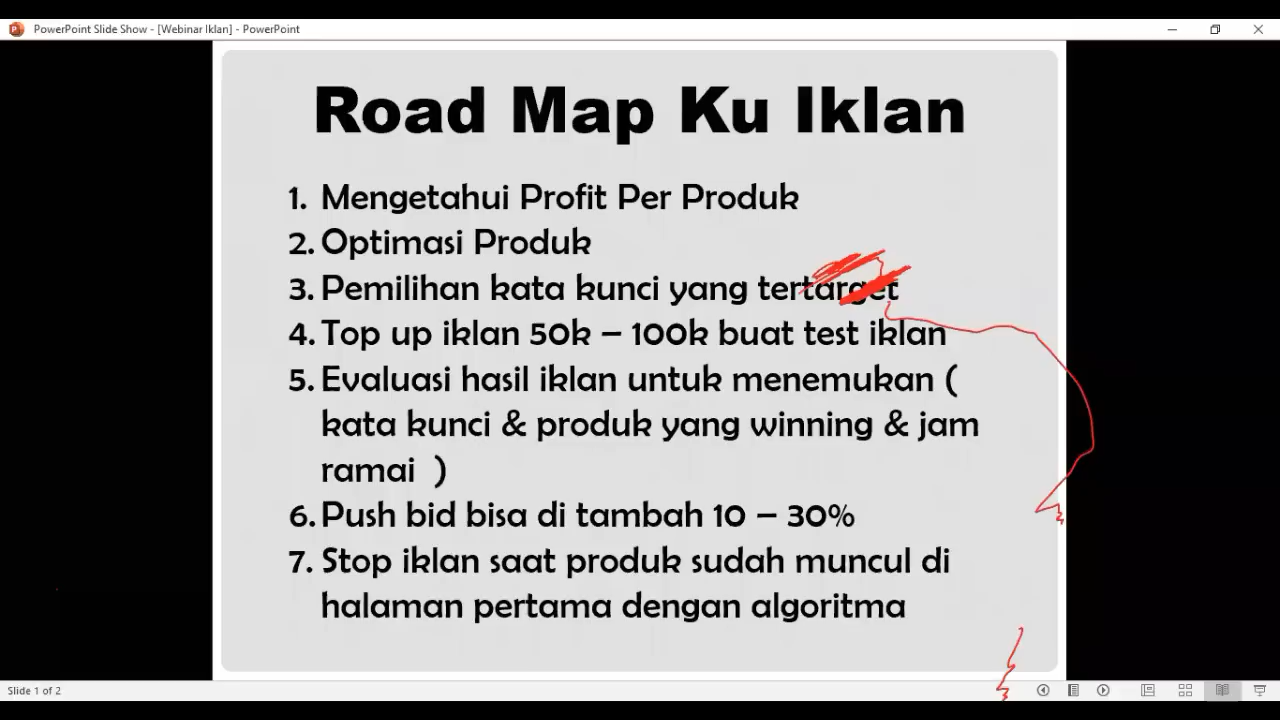 PowerPoint Slide Show - [Webinar Iklan] - PowerPoint
Road Map Ku Iklan
1. Mengetahui Profit Per Produk
2. Optimasi Produk
3. Pemilihan kata kunci yang tertarget
4. Top up iklan 50k – 100k buat test iklan
5. Evaluasi hasil iklan untuk menemukan (
kata kunci & produk yang winning & jam
ramai )
6. Push bid bisa di tambah 10 – 30%
7. Stop iklan saat produk sudah muncul di
halaman pertama dengan algoritma
Slide 1 of 2